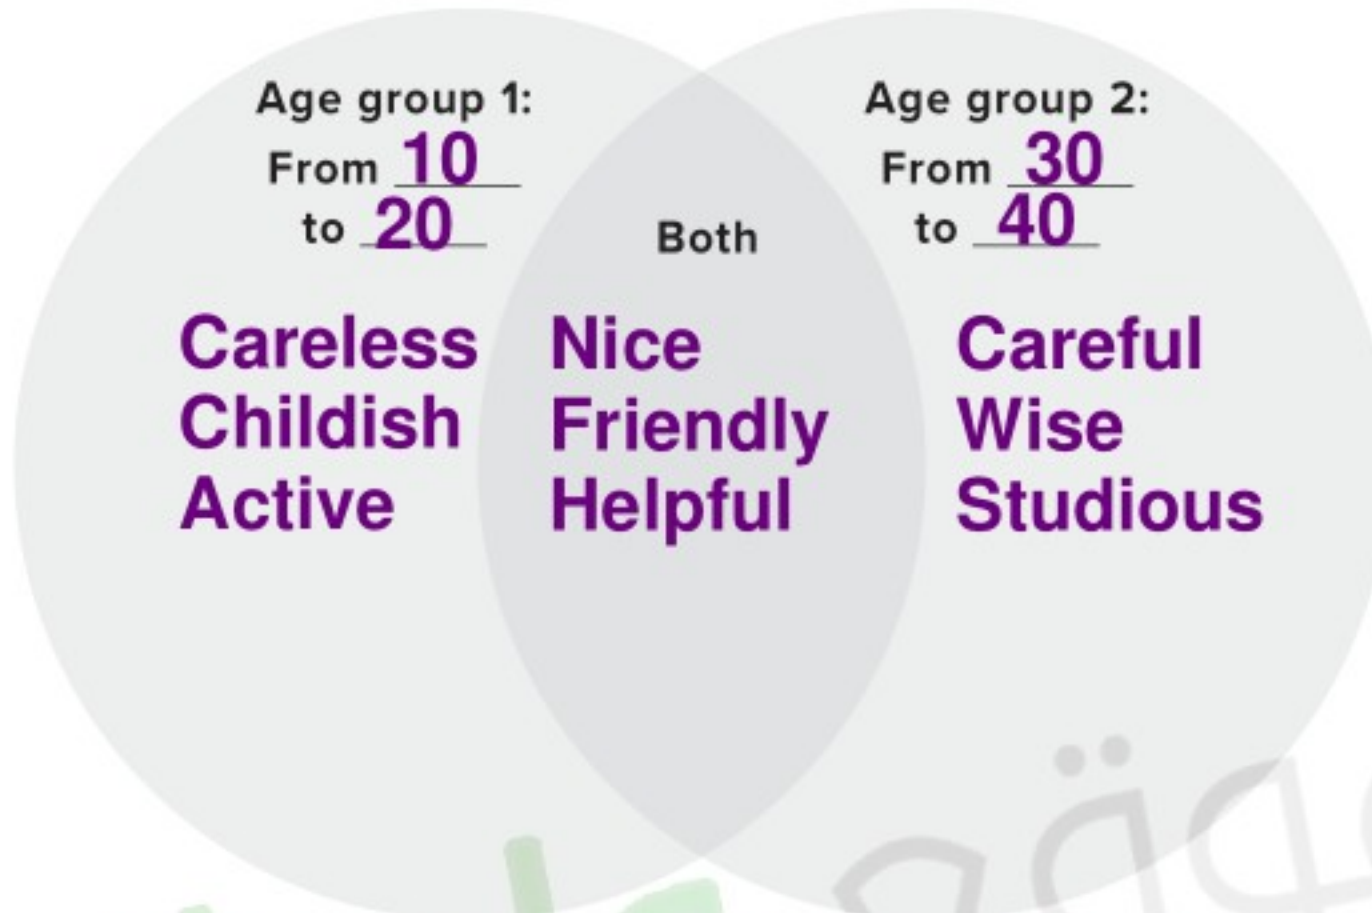 Age group 1:
From 10
to 20
Careless
Childish
Active
Both
Nice
Friendly
Helpful
Age group 2:
From 30
to 40
Careful
Wise
Studious